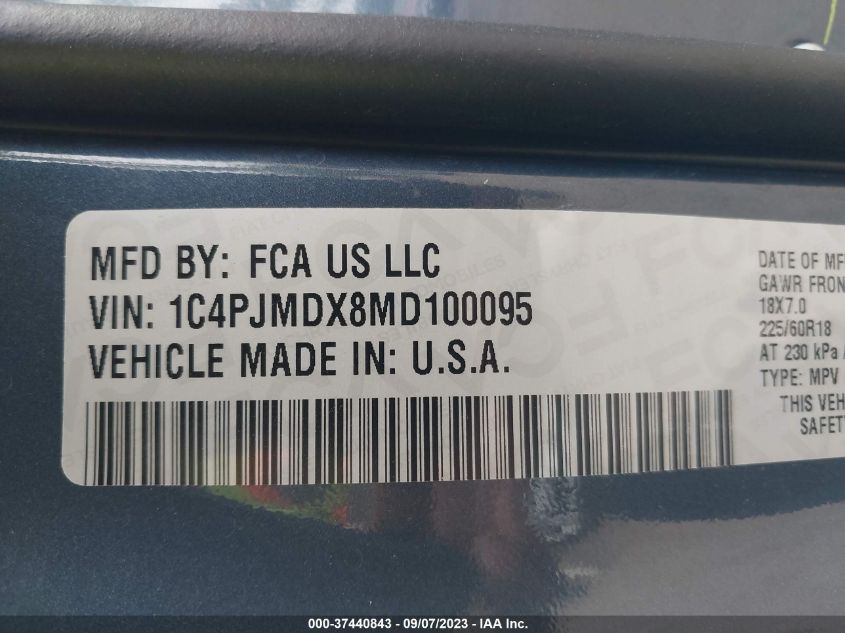 MFD BY: FCA US LLC
VIN: 1C4PJMDX8MD100095
VEHICLE MADE IN: U.S.A.
DATE OF MF
GAWR FRON
18X7.0
225/60R18
AT 230 kPa
TYPE: MPV
THIS VEH
SAFET
000-37440843 - 09/07/2023 - IAA Inc.